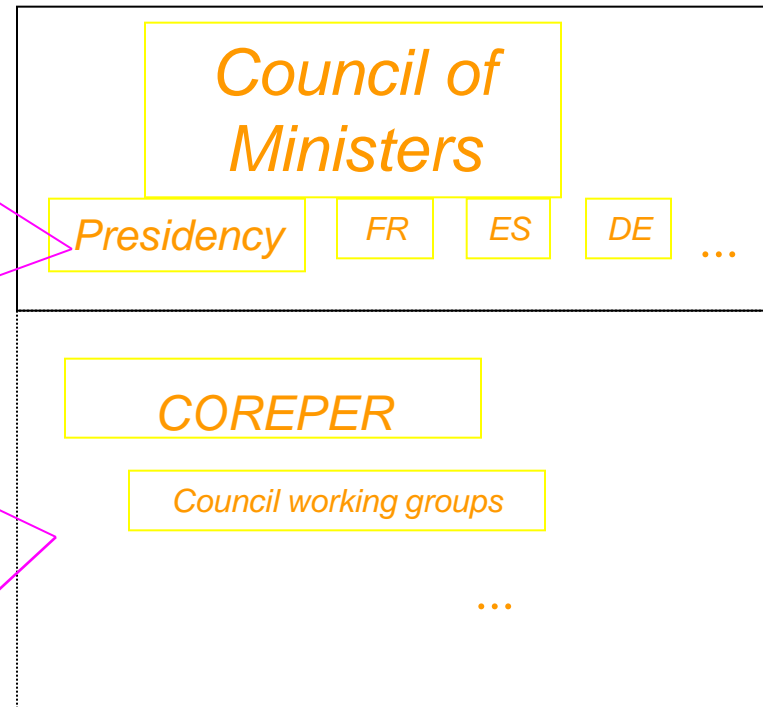 Council of
Ministers
Presidency FR ES DE ...
COREPER
Council working groups
...